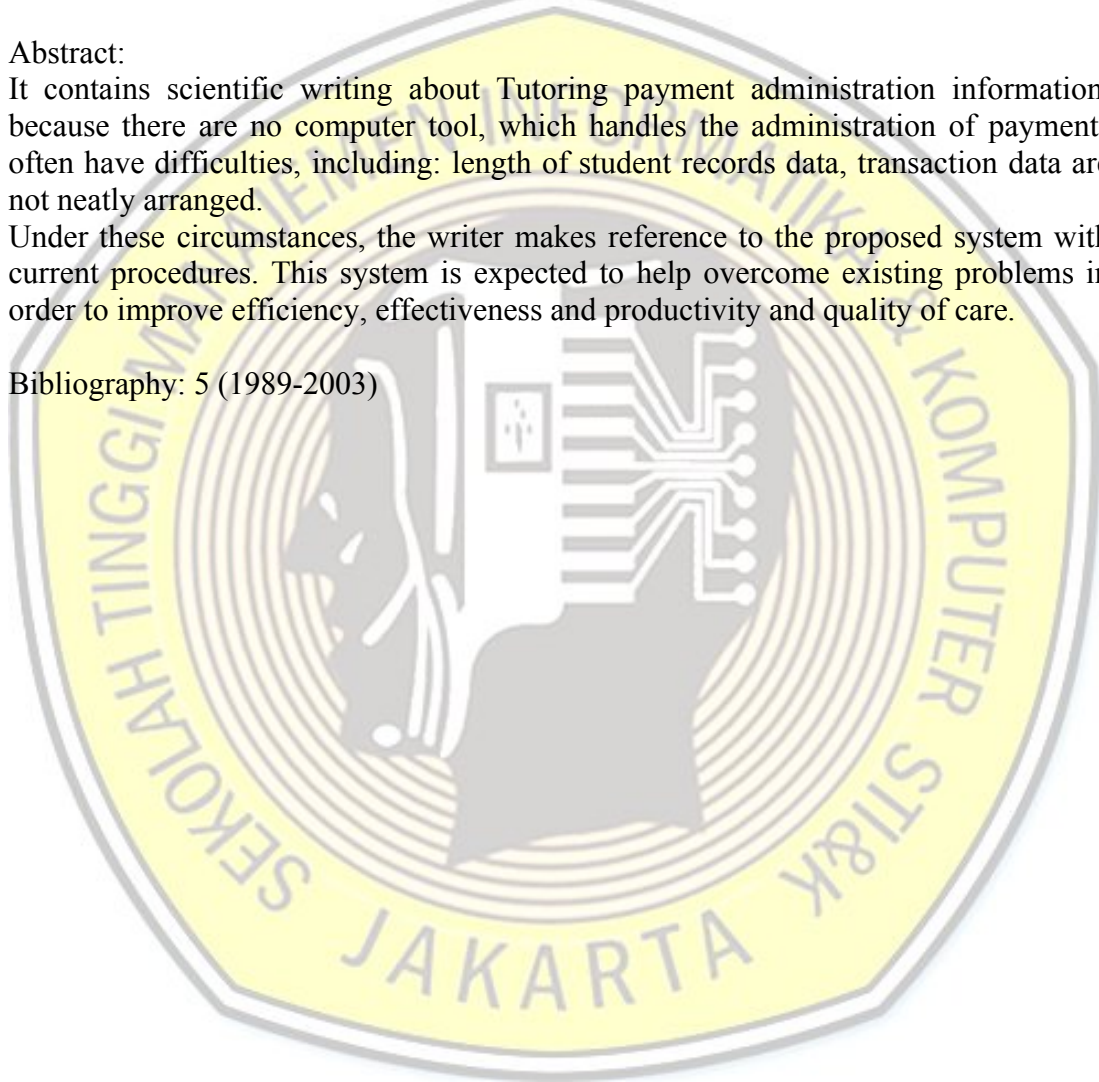 Abstract:
It contains scientific writing about Tutoring payment administration information
because there are no computer tool, which handles the administration of payment
often have difficulties, including: length of student records data, transaction data ar
not neatly arranged.
Under these circumstances, the writer makes reference to the proposed system with
current procedures. This system is expected to help overcome existing problems in
order to improve efficiency, effectiveness and productivity and quality of care.
Bibliography: 5 (1989-2003)
SEKOLAH TINGGI MANAJEMEN INFORMATIKA & KOMPUTER STI&K
JAKARTA